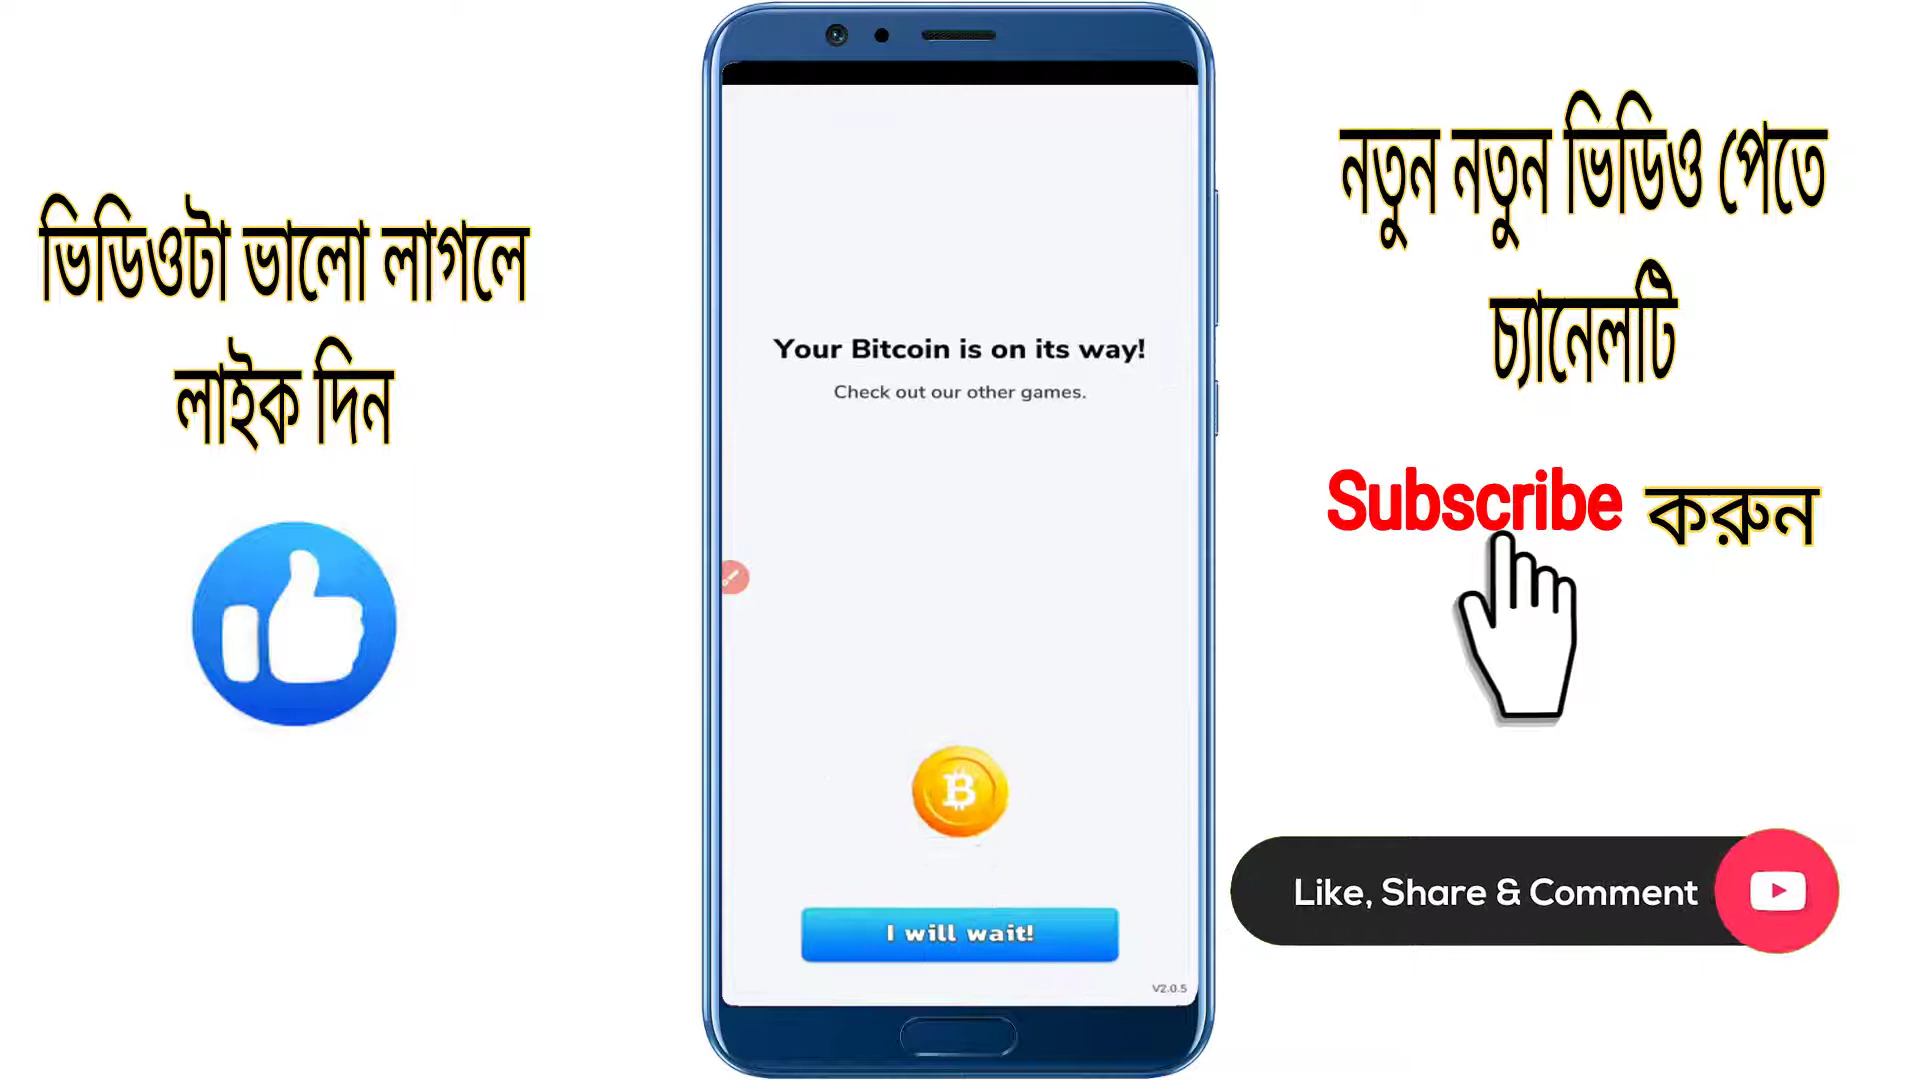 ভিডিওটা ভালো লাগলে
লাইক দিন
Your Bitcoin is on its way!
Check out our other games.
B
I will wait!
V2.0.5
নতুন নতুন ভিডিও পেতে
চ্যানেলটি
Subscribe করুন
Like, Share & Comment